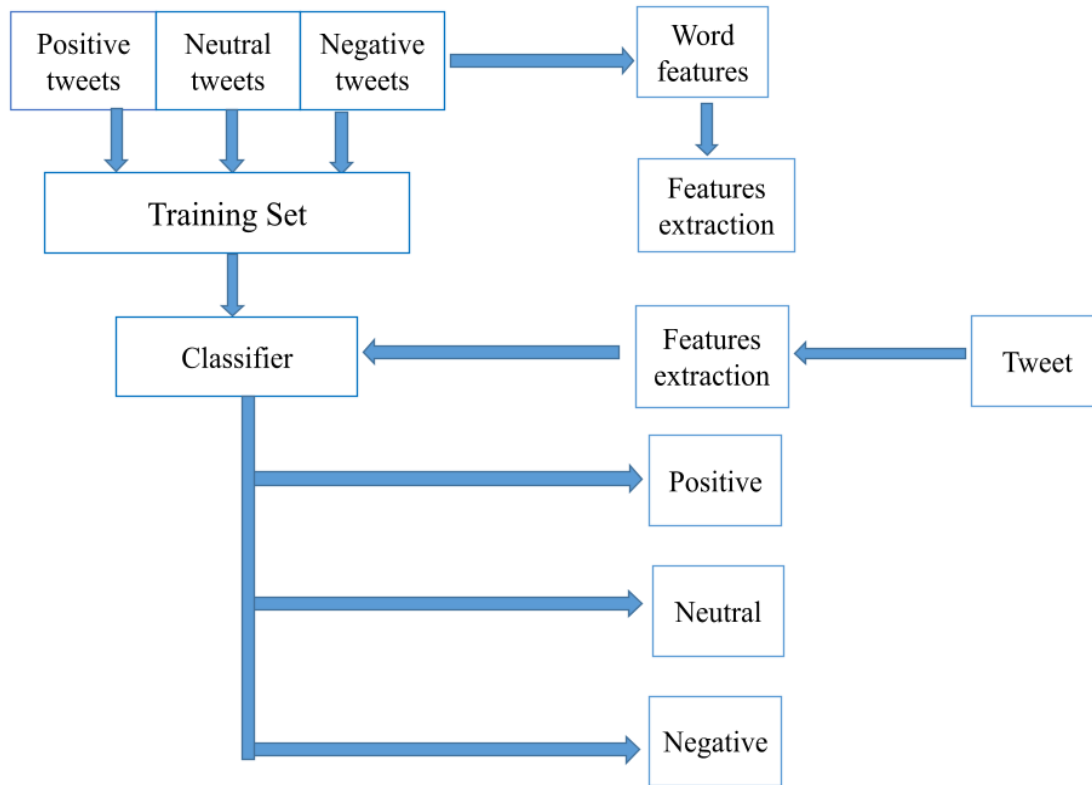 Positive
tweets
Neutral
tweets
Negative
tweets
Word
features
Training Set
Features
extraction
Classifier
Features
extraction
Tweet
Positive
Neutral
Negative